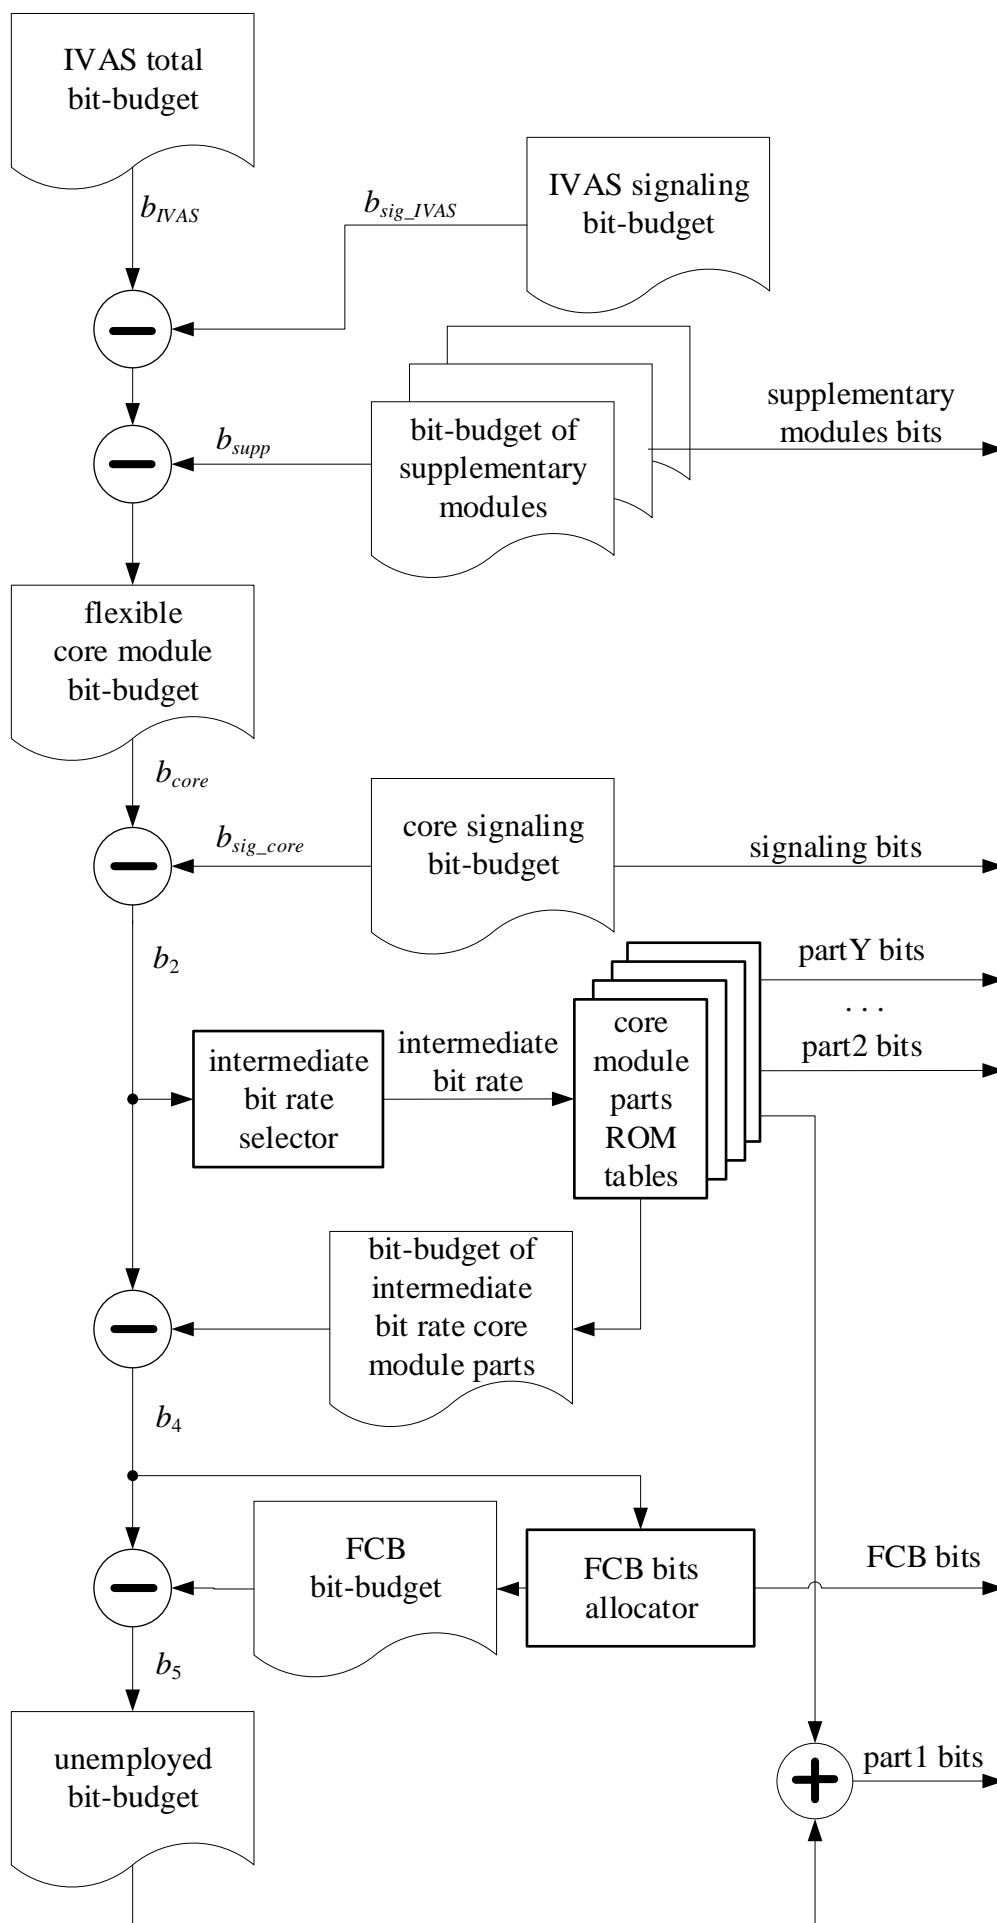 IVAS total
bit-budget
b_IVAS
b_sig_IVAS
IVAS signaling
bit-budget
b_supp
bit-budget of
supplementary
modules
supplementary
modules bits
flexible
core module
bit-budget
b_core
b_sig_core
core signaling
bit-budget
signaling bits
b_2
intermediate
bit rate
selector
intermediate
bit rate
core
module
parts
ROM
tables
partY bits
. . .
part2 bits
bit-budget of
intermediate
bit rate core
module parts
b_4
FCB
bit-budget
FCB bits
allocator
FCB bits
b_5
unemployed
bit-budget
part1 bits